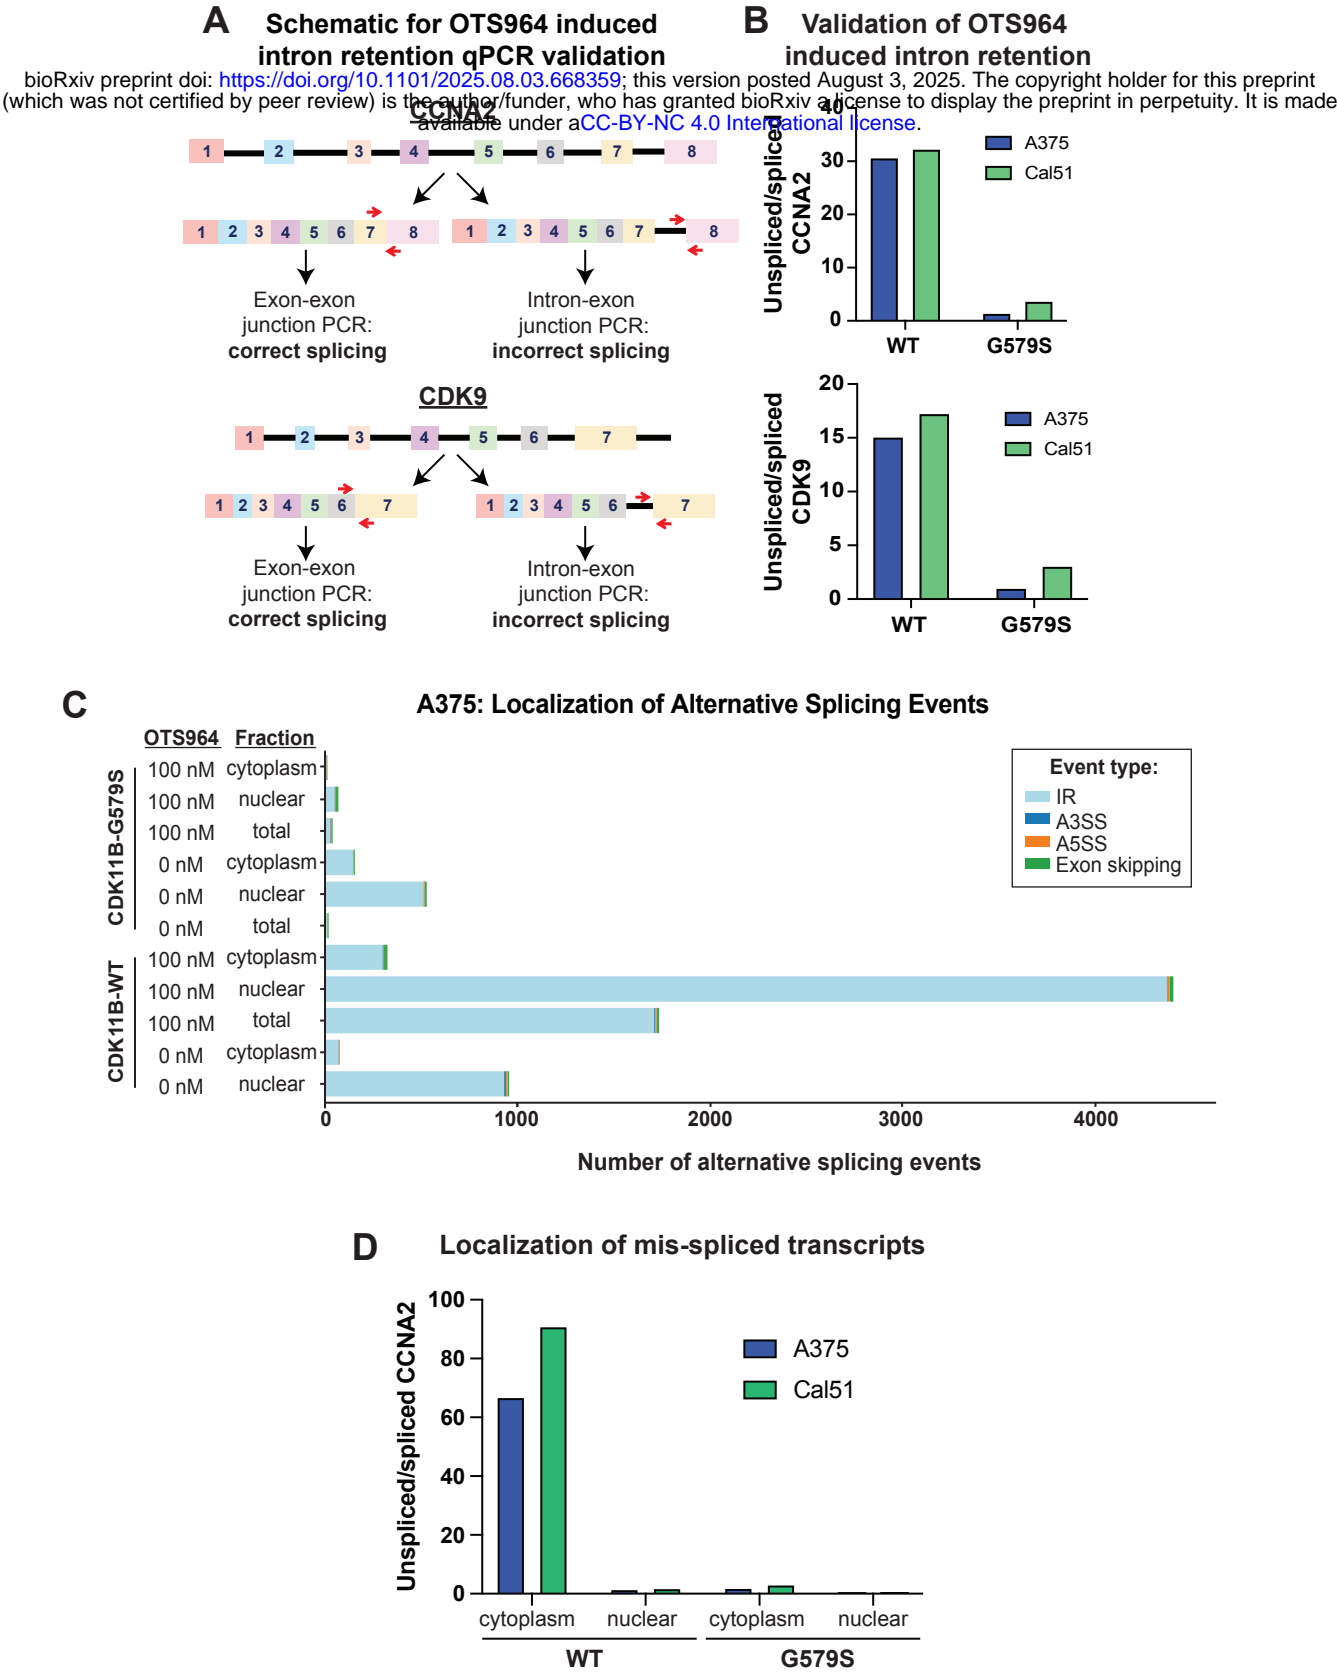 A
Schematic for OTS964 induced
intron retention qPCR validation
B
Validation of OTS964
induced intron retention
bioRxiv preprint doi: https://doi.org/10.1101/2025.08.03.668359; this version posted August 3, 2025. The copyright holder for this preprint
(which was not certified by peer review) is the author/funder, who has granted bioRxiv a license to display the preprint in perpetuity. It is made
available under aCC-BY-NC 4.0 International license.
CCNA2
1 2 3 4 5 6 7 8
1 2 3 4 5 6 7 8
1 2 3 4 5 6 7 8
Exon-exon
junction PCR:
correct splicing
Intron-exon
junction PCR:
incorrect splicing
CDK9
1 2 3 4 5 6 7
1 2 3 4 5 6 7
1 2 3 4 5 6 7
Exon-exon
junction PCR:
correct splicing
Intron-exon
junction PCR:
incorrect splicing
Unspliced/spliced
CCNA2
40
30
20
10
0
WT
G579S
A375
Cal51
Unspliced/spliced
CDK9
20
15
10
5
0
WT
G579S
A375
Cal51
C
A375: Localization of Alternative Splicing Events
OTS964 Fraction
CDK11B-G579S
100 nM cytoplasm
100 nM nuclear
100 nM total
0 nM cytoplasm
0 nM nuclear
0 nM total
CDK11B-WT
100 nM cytoplasm
100 nM nuclear
100 nM total
0 nM cytoplasm
0 nM nuclear
Event type:
IR
A3SS
A5SS
Exon skipping
0 1000 2000 3000 4000
Number of alternative splicing events
D
Localization of mis-spliced transcripts
Unspliced/spliced CCNA2
100
80
60
40
20
0
A375
Cal51
cytoplasm nuclear cytoplasm nuclear
WT G579S